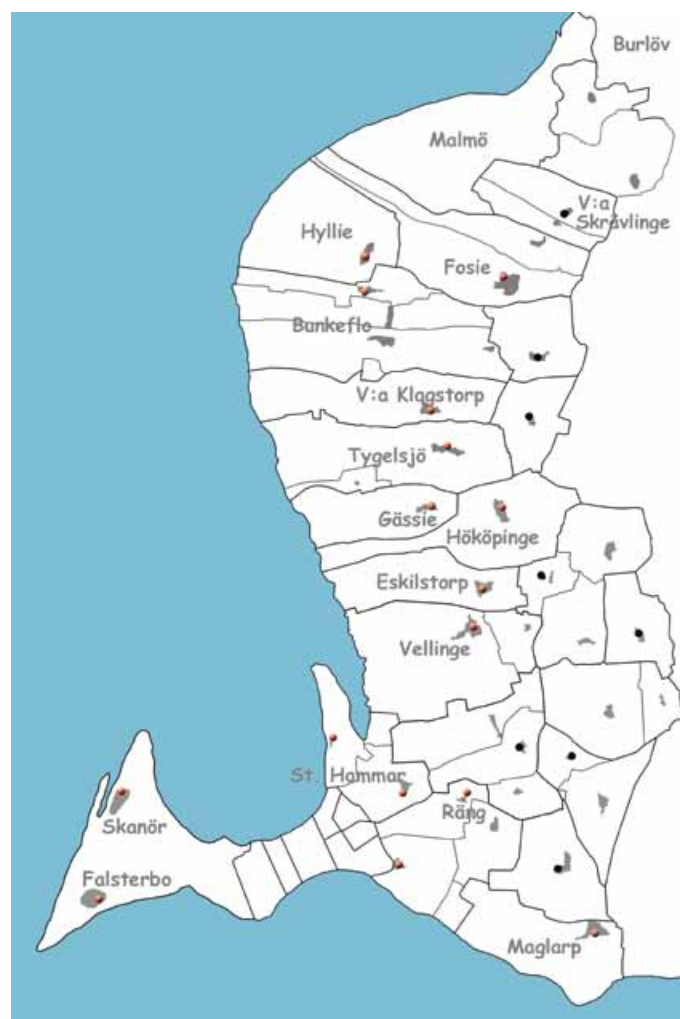 Burlöv
Malmö
V:a
Skrävlinge
Hyllie
Fosie
Bunkeflo
V:a Klagstorp
Tygelsjö
Gässie
Hököpinge
Eskilstorp
Vellinge
St. Hammar
Skanör
Räng
Falsterbo
Maglarp